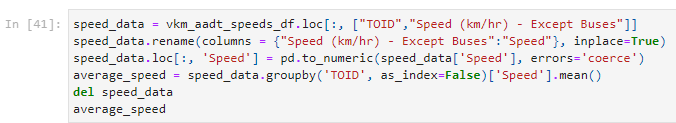 In [41]: speed_data = vkm_aadt_speeds_df.loc[:, ["TOID","Speed (km/hr) - Except Buses"]]
speed_data.rename(columns = {"Speed (km/hr) - Except Buses":"Speed"}, inplace=True)
speed_data.loc[:, 'Speed'] = pd.to_numeric(speed_data['Speed'], errors='coerce')
average_speed = speed_data.groupby('TOID', as_index=False)['Speed'].mean()
del speed_data
average_speed